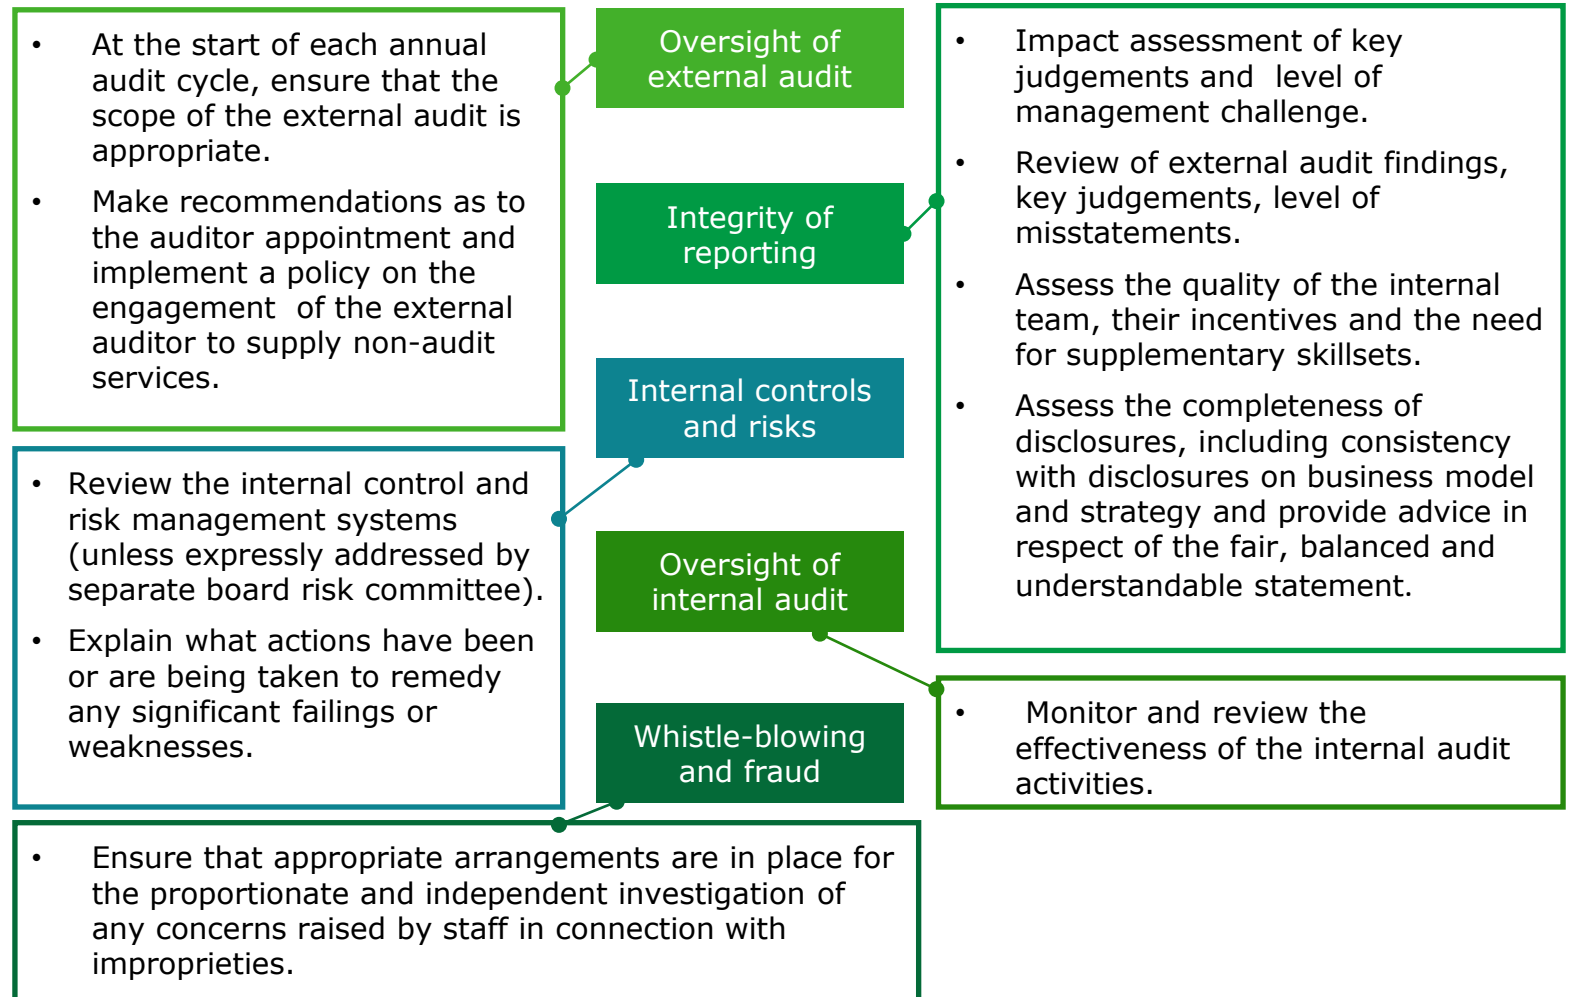 Oversight of
external audit
• At the start of each annual
audit cycle, ensure that the
scope of the external audit is
appropriate.
• Make recommendations as to
the auditor appointment and
implement a policy on the
engagement of the external
auditor to supply non-audit
services.
Integrity of
reporting
• Impact assessment of key
judgements and level of
management challenge.
• Review of external audit findings,
key judgements, level of
misstatements.
• Assess the quality of the internal
team, their incentives and the need
for supplementary skillsets.
• Assess the completeness of
disclosures, including consistency
with disclosures on business model
and strategy and provide advice in
respect of the fair, balanced and
understandable statement.
Internal controls
and risks
• Review the internal control and
risk management systems
(unless expressly addressed by
separate board risk committee).
• Explain what actions have been
or are being taken to remedy
any significant failings or
weaknesses.
Oversight of
internal audit
• Monitor and review the
effectiveness of the internal audit
activities.
Whistle-blowing
and fraud
• Ensure that appropriate arrangements are in place for
the proportionate and independent investigation of
any concerns raised by staff in connection with
improprieties.